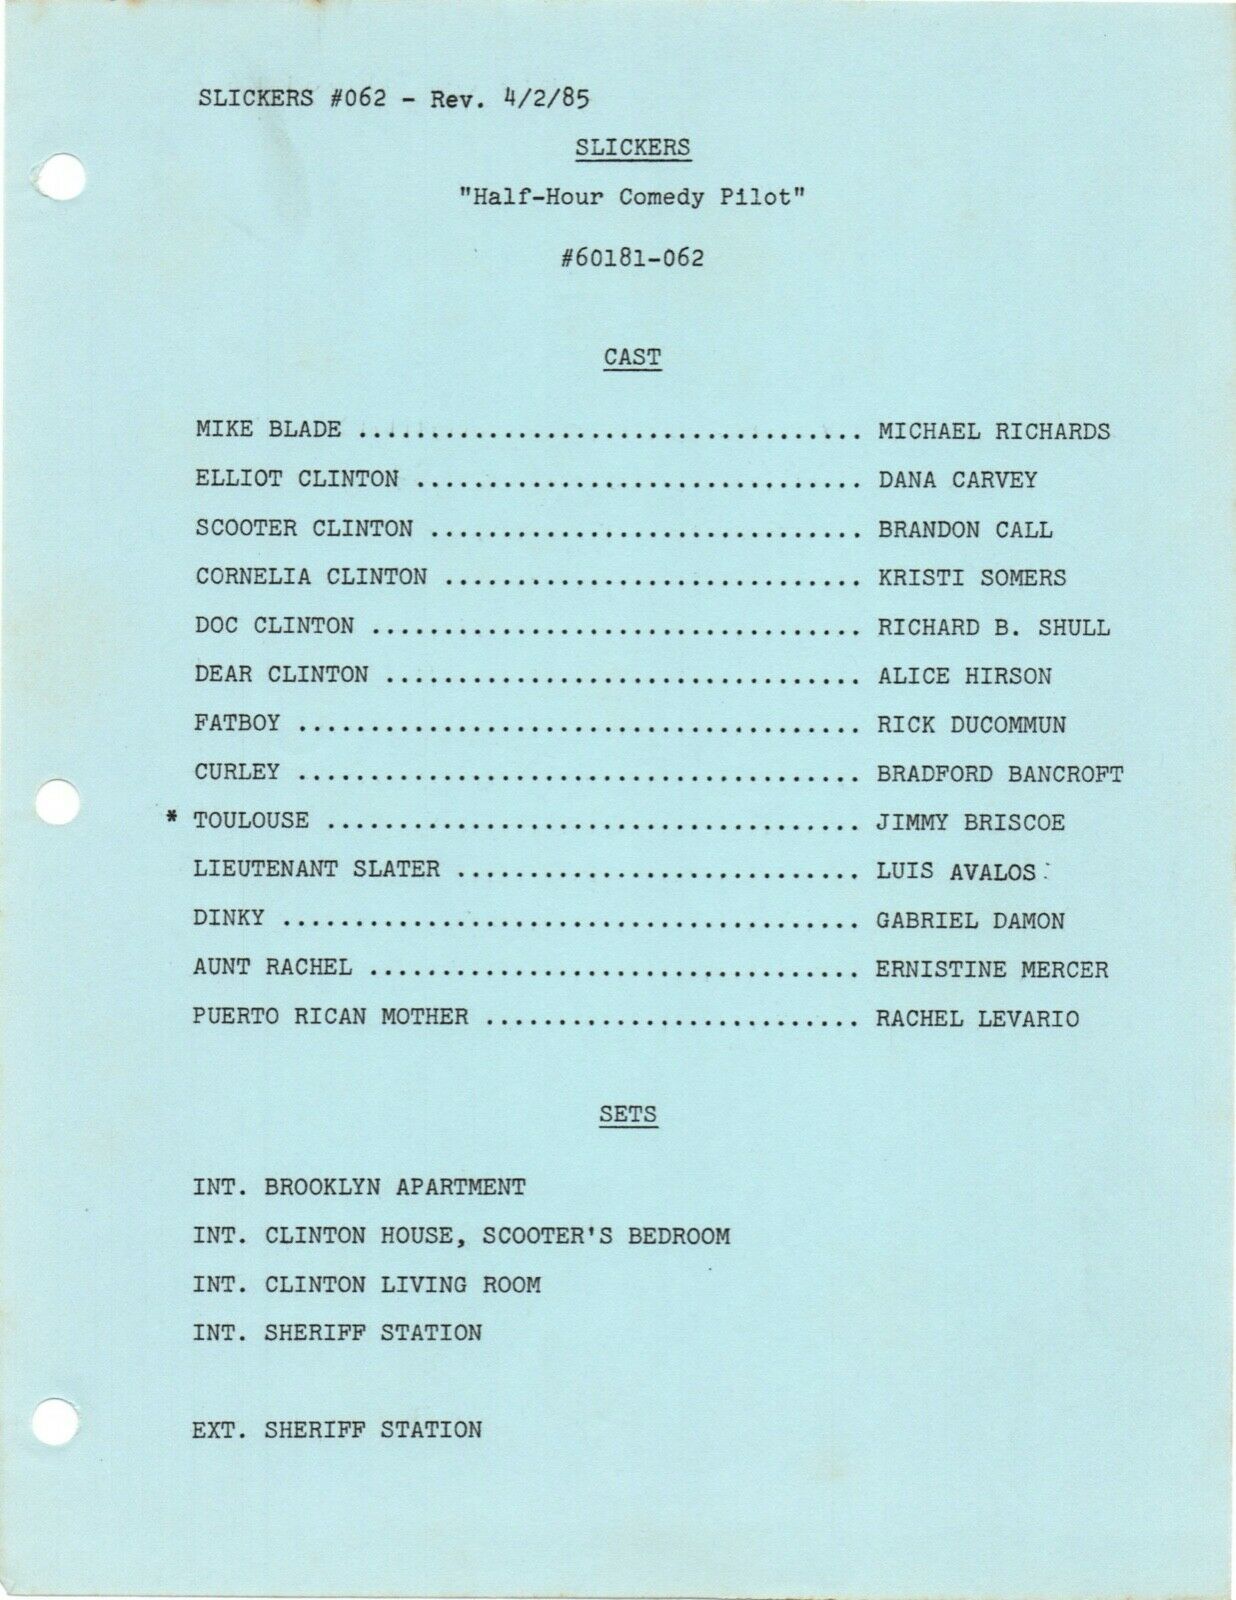 SLICKERS #062 - Rev. 4/2/85
SLICKERS
"Half-Hour Comedy Pilot"
#60181-062
CAST
MIKE BLADE ................................... MICHAEL RICHARDS
ELLIOT CLINTON ............................... DANA CARVEY
SCOOTER CLINTON .............................. BRANDON CALL
CORNELIA CLINTON ............................. KRISTI SOMERS
DOC CLINTON .................................. RICHARD B. SHULL
DEAR CLINTON ................................. ALICE HIRSON
FATBOY ....................................... RICK DUCOMMUN
CURLEY ....................................... BRADFORD BANCROFT
* TOULOUSE ..................................... JIMMY BRISCOE
LIEUTENANT SLATER ............................ LUIS AVALOS
DINKY ........................................ GABRIEL DAMON
AUNT RACHEL .................................. ERNISTINE MERCER
PUERTO RICAN MOTHER .......................... RACHEL LEVARIO
SETS
INT. BROOKLYN APARTMENT
INT. CLINTON HOUSE, SCOOTER'S BEDROOM
INT. CLINTON LIVING ROOM
INT. SHERIFF STATION
EXT. SHERIFF STATION